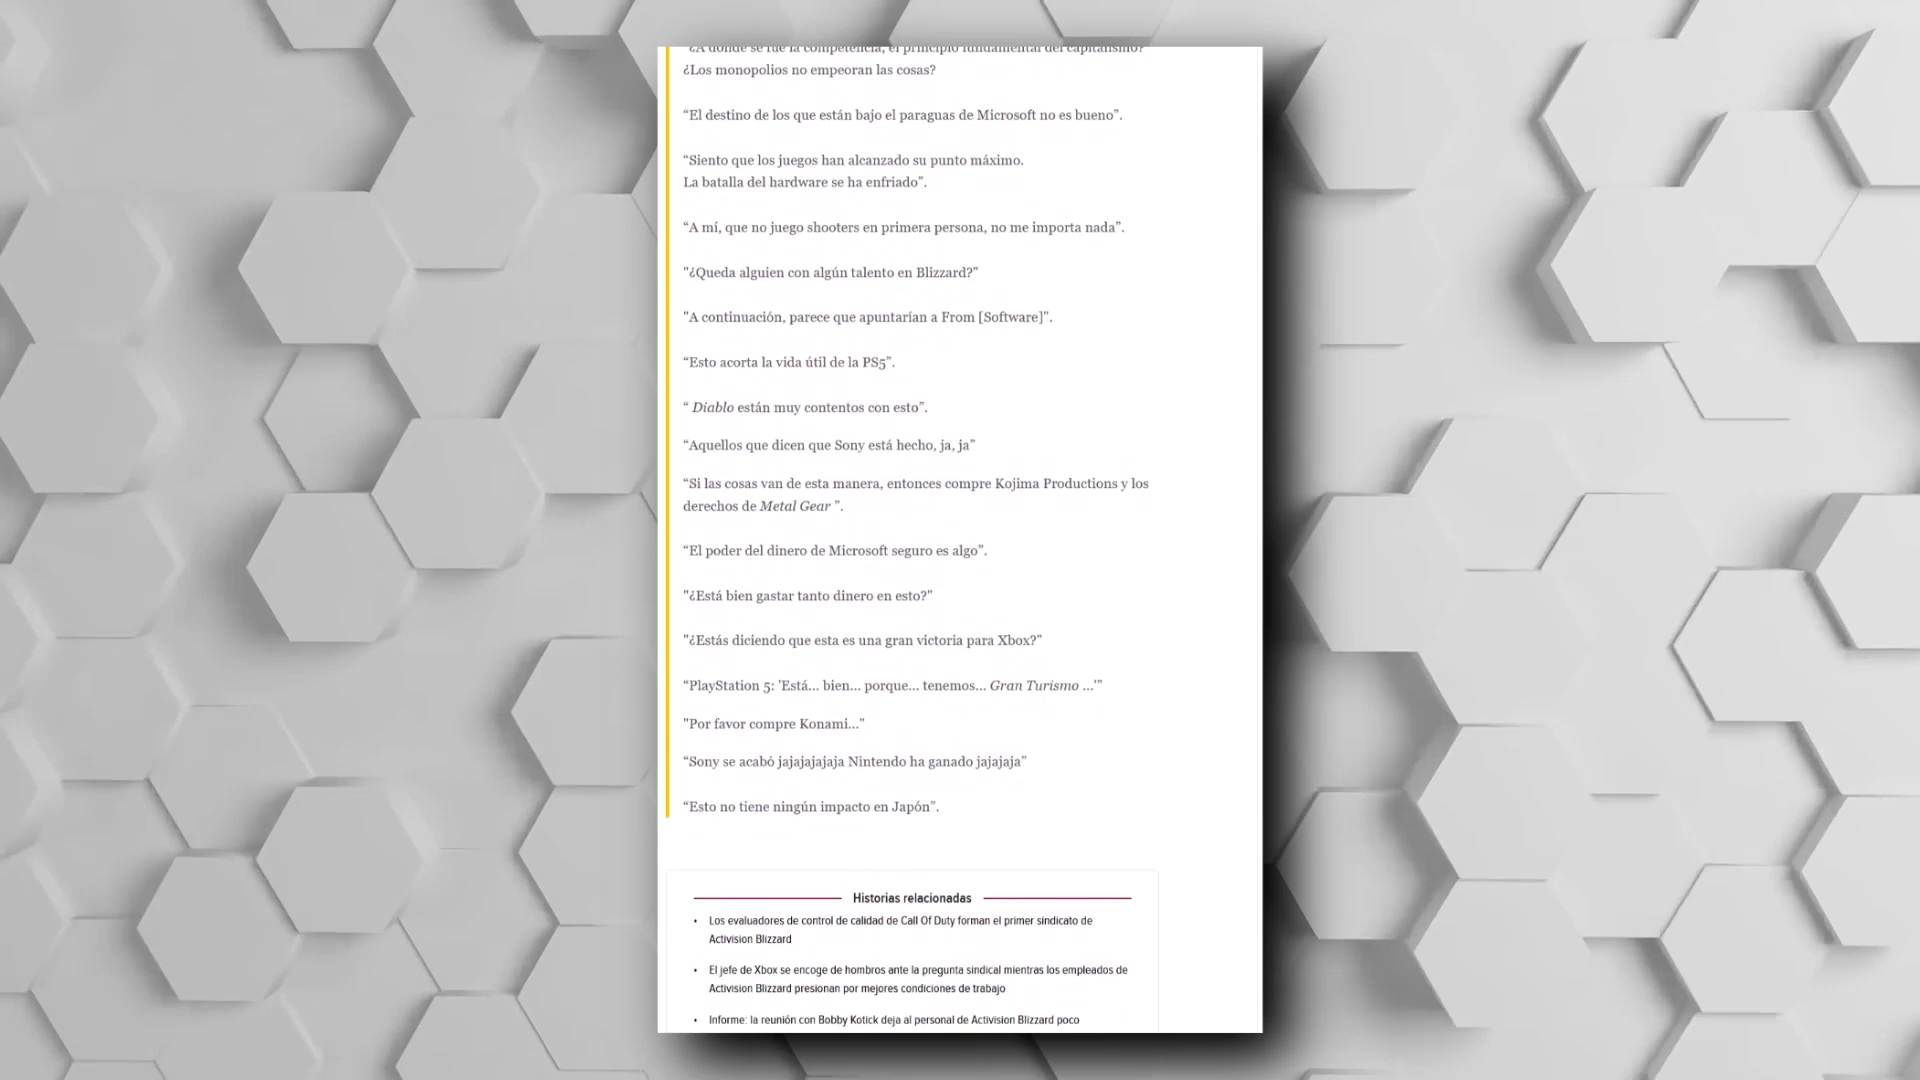 ¿A dónde se fue la competencia, el principio fundamental del capitalismo?
¿Los monopolios no empeoran las cosas?
“El destino de los que están bajo el paraguas de Microsoft no es bueno”.
“Siento que los juegos han alcanzado su punto máximo.
La batalla del hardware se ha enfriado”.
“A mí, que no juego shooters en primera persona, no me importa nada”.
"¿Queda alguien con algún talento en Blizzard?"
"A continuación, parece que apuntarían a From [Software]".
“Esto acorta la vida útil de la PS5”.
“ Diablo están muy contentos con esto”.
“Aquellos que dicen que Sony está hecho, ja, ja”
“Si las cosas van de esta manera, entonces compre Kojima Productions y los
derechos de Metal Gear ”.
“El poder del dinero de Microsoft seguro es algo”.
"¿Está bien gastar tanto dinero en esto?"
"¿Estás diciendo que esta es una gran victoria para Xbox?”
“PlayStation 5: 'Está... bien... porque... tenemos... Gran Turismo ...'”
"Por favor compre Konami..."
“Sony se acabó jajajajajaja Nintendo ha ganado jajajaja”
“Esto no tiene ningún impacto en Japón”.
Historias relacionadas
• Los evaluadores de control de calidad de Call Of Duty forman el primer sindicato de
Activision Blizzard
• El jefe de Xbox se encoge de hombros ante la pregunta sindical mientras los empleados de
Activision Blizzard presionan por mejores condiciones de trabajo
• Informe: la reunión con Bobby Kotick deja al personal de Activision Blizzard poco